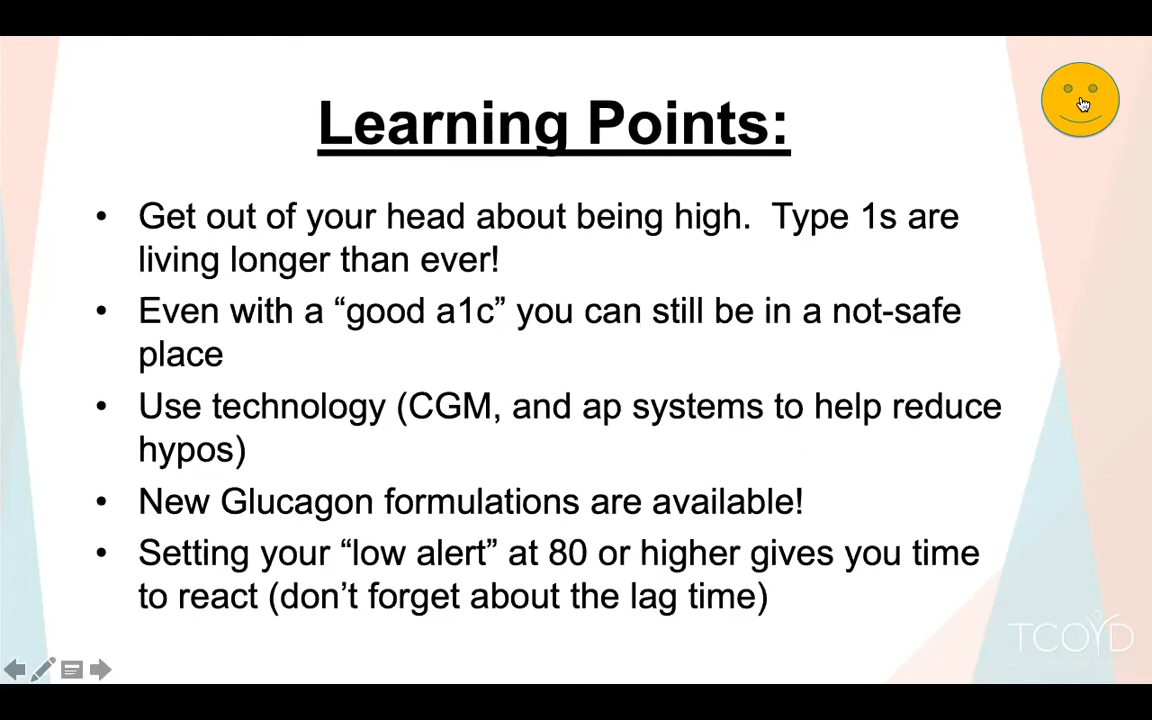 Learning Points:
• Get out of your head about being high.  Type 1s are
living longer than ever!
• Even with a “good a1c” you can still be in a not-safe
place
• Use technology (CGM, and ap systems to help reduce
hypos)
• New Glucagon formulations are available!
• Setting your “low alert” at 80 or higher gives you time
to react (don’t forget about the lag time)
TCOYD